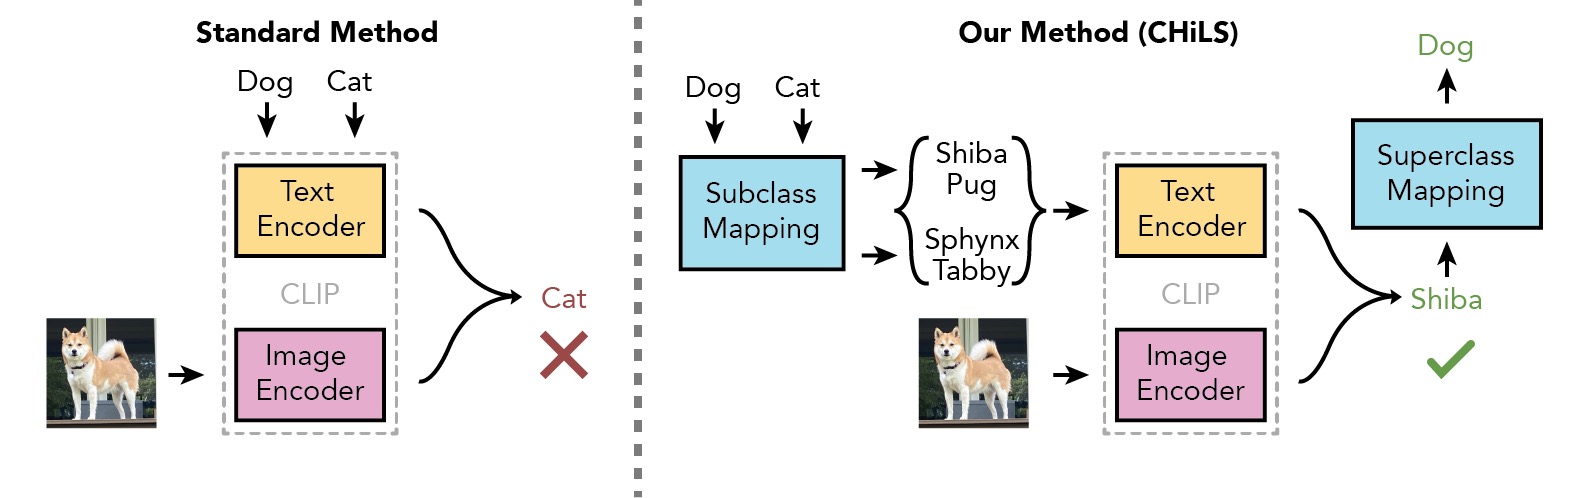 Standard Method
Dog Cat
Text
Encoder
CLIP
Image
Encoder
Cat
Our Method (CHiLS)
Dog Cat
Subclass
Mapping
Shiba
Pug
Sphynx
Tabby
Text
Encoder
CLIP
Image
Encoder
Shiba
Superclass
Mapping
Dog